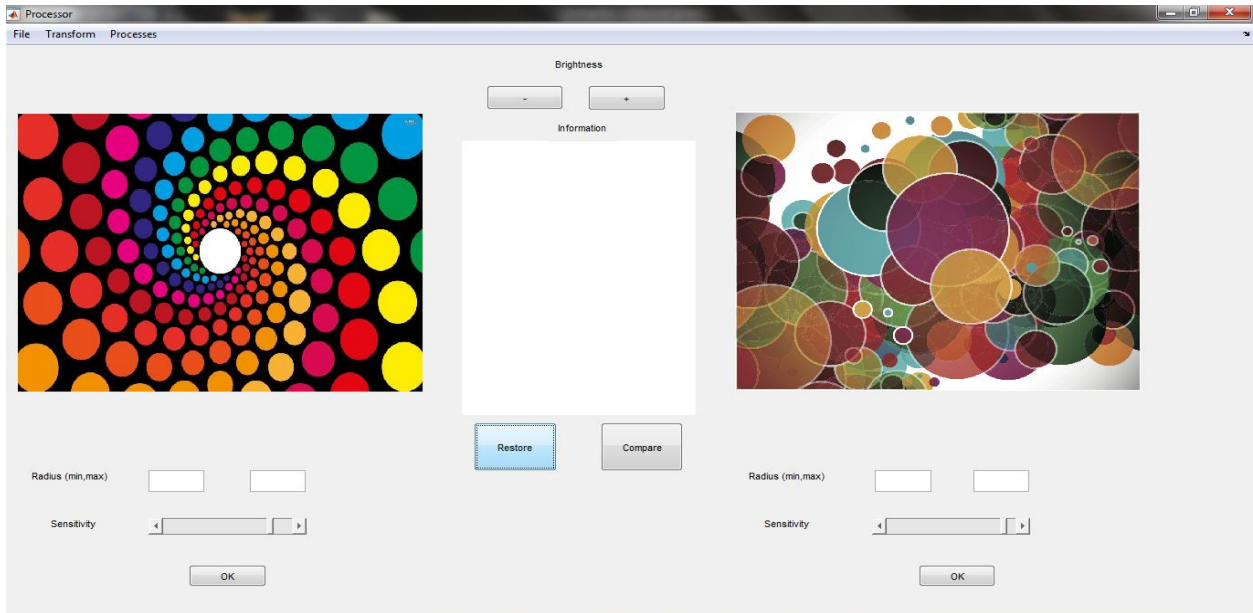 Processor
File Transform Processes
Brightness
- +
Information
Restore Compare
Radius (min,max)
Sensitivity
OK
Radius (min,max)
Sensitivity
OK